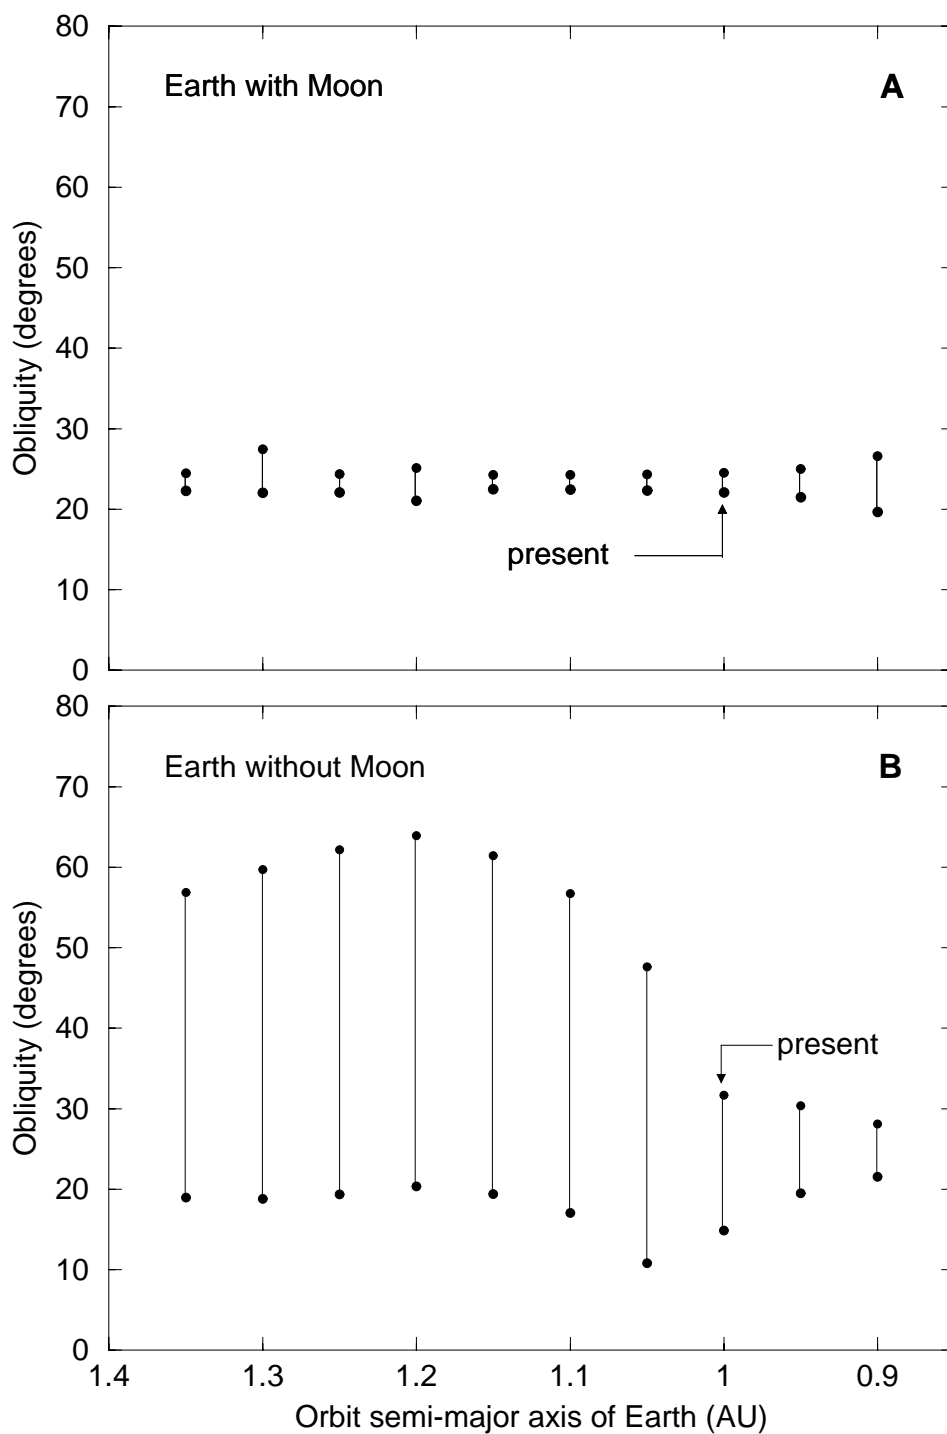 80
Earth with Moon
A
70
60
50
40
30
20
present
10
0
Obliquity (degrees)
80
Earth without Moon
B
70
60
50
40
present
30
20
10
0
Obliquity (degrees)
1.4 1.3 1.2 1.1 1 0.9
Orbit semi-major axis of Earth (AU)